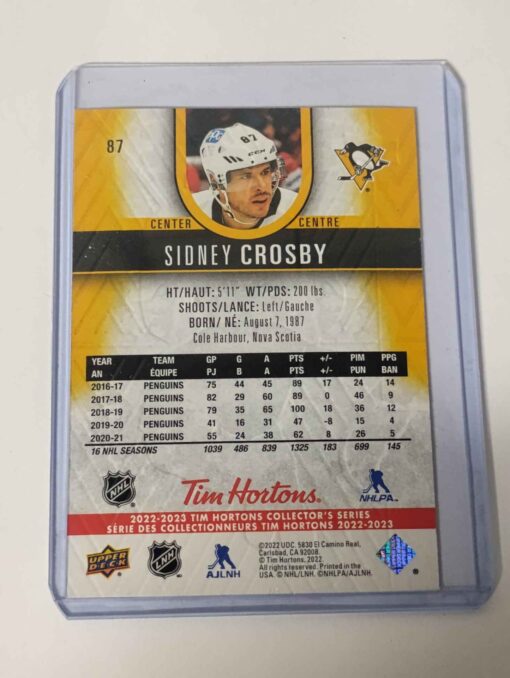 87
87
CCM
CENTER CENTRE
SIDNEY CROSBY
HT/HAUT: 5'11" WT/PDS: 200 lbs.
SHOOTS/LANCE: Left/Gauche
BORN/ NÉ: August 7, 1987
Cole Harbour, Nova Scotia
YEAR TEAM GP G A PTS +/- PIM PPG
AN ÉQUIPE PJ B A PTS +/- PUN BAN
2016-17 PENGUINS 75 44 45 89 17 24 14
2017-18 PENGUINS 82 29 60 89 0 46 9
2018-19 PENGUINS 79 35 65 100 18 36 12
2019-20 PENGUINS 41 16 31 47 -8 15 4
2020-21 PENGUINS 55 24 38 62 8 26 5
16 NHL SEASONS 1039 486 839 1325 183 699 145
NHL
Tim Hortons.
NHLPA
2022-2023 TIM HORTONS COLLECTOR'S SERIES
SÉRIE DES COLLECTIONNEURS TIM HORTONS 2022-2023
UPPER DECK
LNH
AJLNH
©2022 UDC. 5830 El Camino Real,
Carlsbad, CA 92008.
© Tim Hortons, 2022
All rights reserved. Printed in the
USA. © NHL/LNH. ©NHLPA/AJLNH.